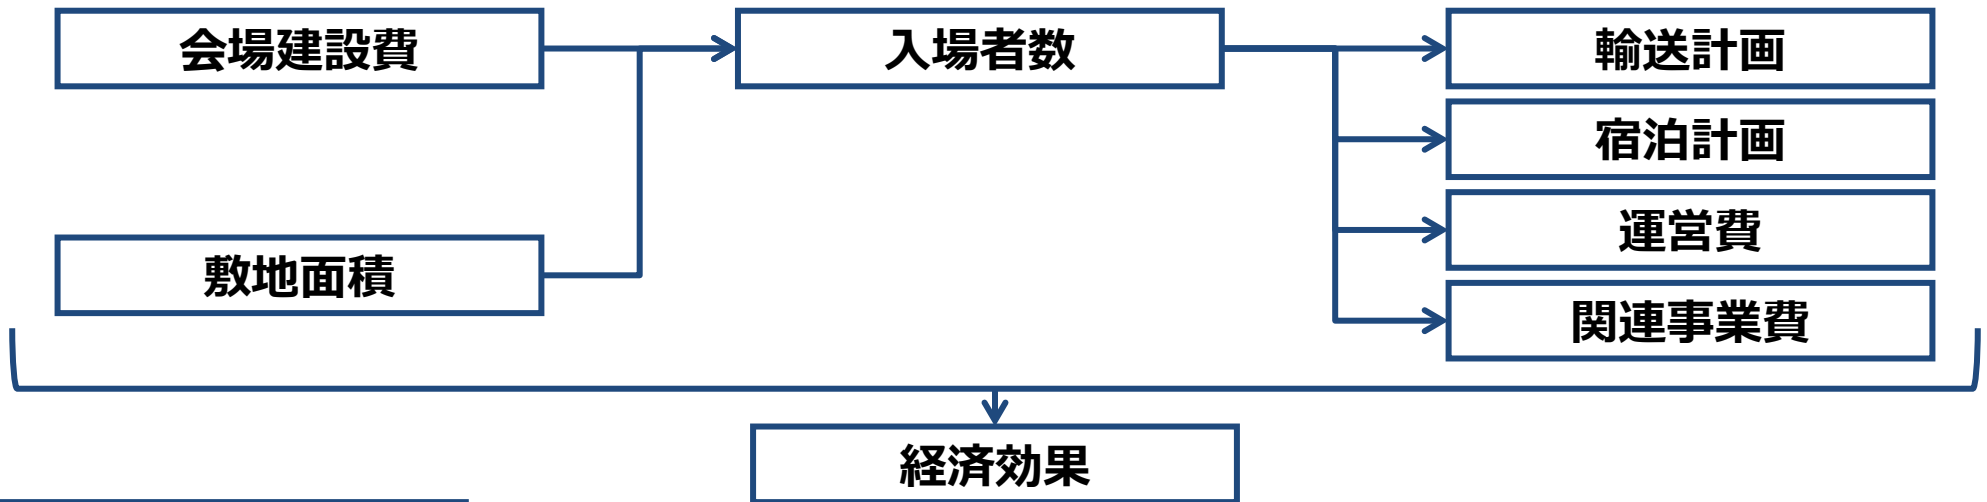 会場建設費
入場者数
輸送計画
宿泊計画
運営費
敷地面積
関連事業費
経済効果